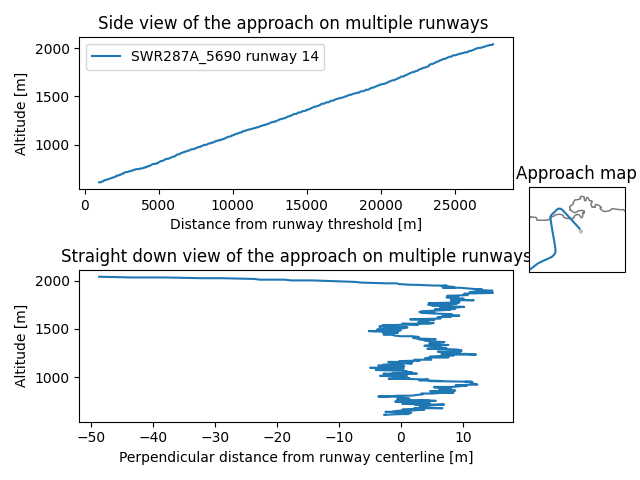 Side view of the approach on multiple runways
2000
1500
1000
Altitude [m]
SWR287A_5690 runway 14
0 5000 10000 15000 20000 25000
Distance from runway threshold [m]
Approach map
Straight down view of the approach on multiple runways
2000
1500
1000
Altitude [m]
−50 −40 −30 −20 −10 0 10
Perpendicular distance from runway centerline [m]